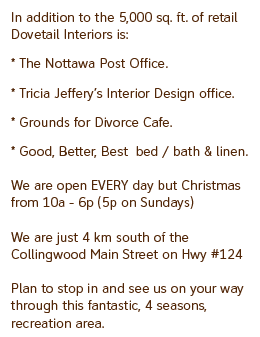 In addition to the 5,000 sq. ft. of retail
Dovetail Interiors is:
* The Nottawa Post Office.
* Tricia Jeffery's Interior Design office.
* Grounds for Divorce Cafe.
* Good, Better, Best  bed / bath & linen.
We are open EVERY day but Christmas
from 10a - 6p (5p on Sundays)
We are just 4 km south of the
Collingwood Main Street on Hwy #124
Plan to stop in and see us on your way
through this fantastic, 4 seasons,
recreation area.